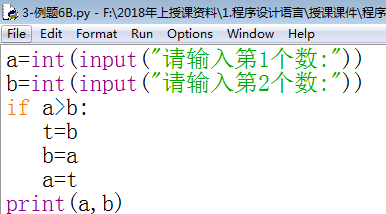 3-例题6B.py - F:\2018年上授课资料\1.程序设计语言\授课课件\程序
File Edit Format Run Options Window Help
a=int(input("请输入第1个数:"))
b=int(input("请输入第2个数:"))
if a>b:
    t=b
    b=a
    a=t
print(a,b)